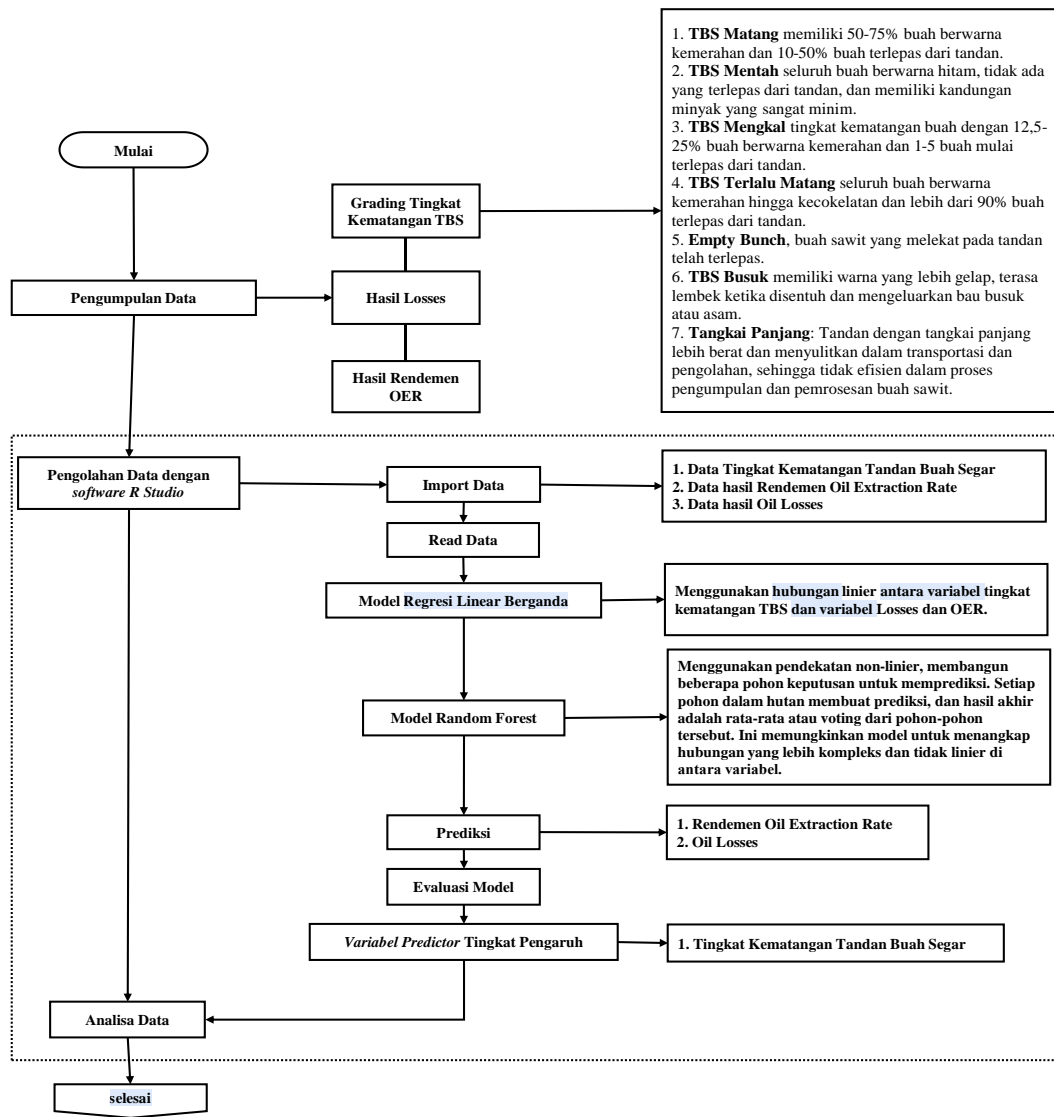 Mulai
Pengumpulan Data
Grading Tingkat
Kematangan TBS
Hasil Losses
Hasil Rendemen
OER
1. TBS Matang memiliki 50-75% buah berwarna
kemerahan dan 10-50% buah terlepas dari tandan.
2. TBS Mentah seluruh buah berwarna hitam, tidak ada
yang terlepas dari tandan, dan memiliki kandungan
minyak yang sangat minim.
3. TBS Mengkal tingkat kematangan buah dengan 12,5-
25% buah berwarna kemerahan dan 1-5 buah mulai
terlepas dari tandan.
4. TBS Terlalu Matang seluruh buah berwarna
kemerahan hingga kecokelatan dan lebih dari 90% buah
terlepas dari tandan.
5. Empty Bunch, buah sawit yang melekat pada tandan
telah terlepas.
6. TBS Busuk memiliki warna yang lebih gelap, terasa
lembek ketika disentuh dan mengeluarkan bau busuk
atau asam.
7. Tangkai Panjang: Tandan dengan tangkai panjang
lebih berat dan menyulitkan dalam transportasi dan
pengolahan, sehingga tidak efisien dalam proses
pengumpulan dan pemrosesan buah sawit.
Pengolahan Data dengan
software R Studio
Import Data
1. Data Tingkat Kematangan Tandan Buah Segar
2. Data hasil Rendemen Oil Extraction Rate
3. Data hasil Oil Losses
Read Data
Model Regresi Linear Berganda
Menggunakan hubungan linier antara variabel tingkat
kematangan TBS dan variabel Losses dan OER.
Model Random Forest
Menggunakan pendekatan non-linier, membangun
beberapa pohon keputusan untuk memprediksi. Setiap
pohon dalam hutan membuat prediksi, dan hasil akhir
adalah rata-rata atau voting dari pohon-pohon
tersebut. Ini memungkinkan model untuk menangkap
hubungan yang lebih kompleks dan tidak linier di
antara variabel.
Prediksi
1. Rendemen Oil Extraction Rate
2. Oil Losses
Evaluasi Model
Variabel Predictor Tingkat Pengaruh
1. Tingkat Kematangan Tandan Buah Segar
Analisa Data
selesai